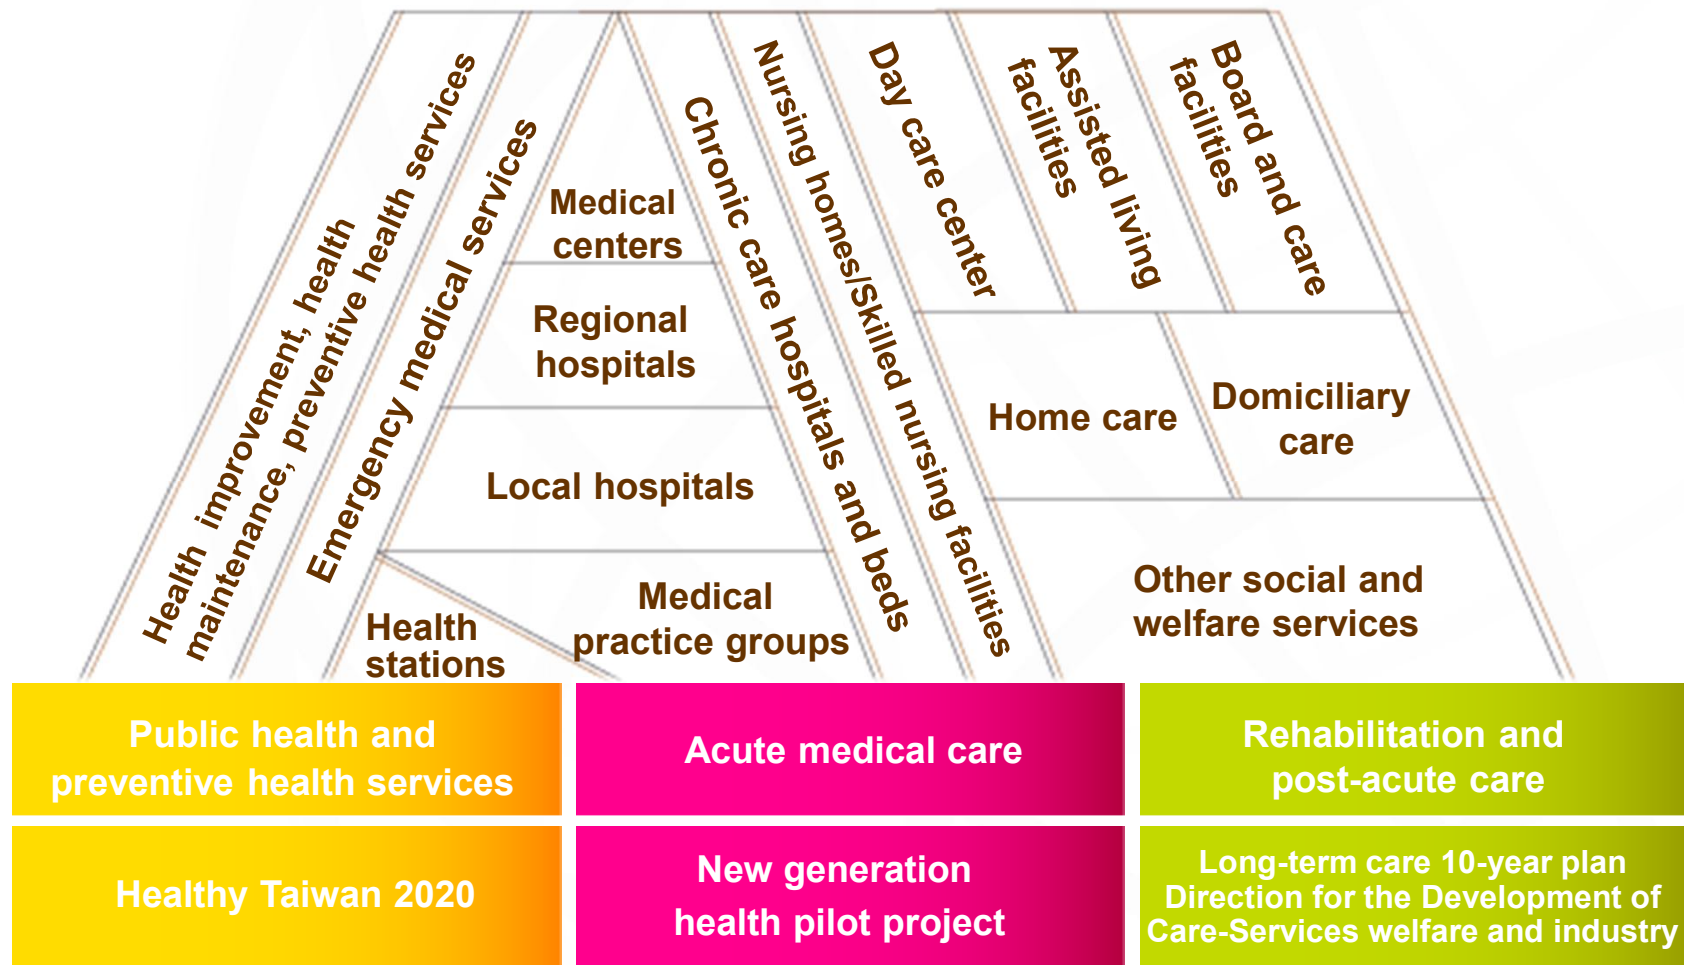 Health improvement, health
maintenance, preventive health services
Emergency medical services
Medical
centers
Regional
hospitals
Local hospitals
Medical
practice groups
Health
stations
Chronic care hospitals and beds
Nursing homes/Skilled nursing facilities
Day care center
Assisted living
facilities
Board and care
facilities
Home care
Domiciliary
care
Other social and
welfare services
Public health and
preventive health services
Acute medical care
Rehabilitation and
post-acute care
Healthy Taiwan 2020
New generation
health pilot project
Long-term care 10-year plan
Direction for the Development of
Care-Services welfare and industry